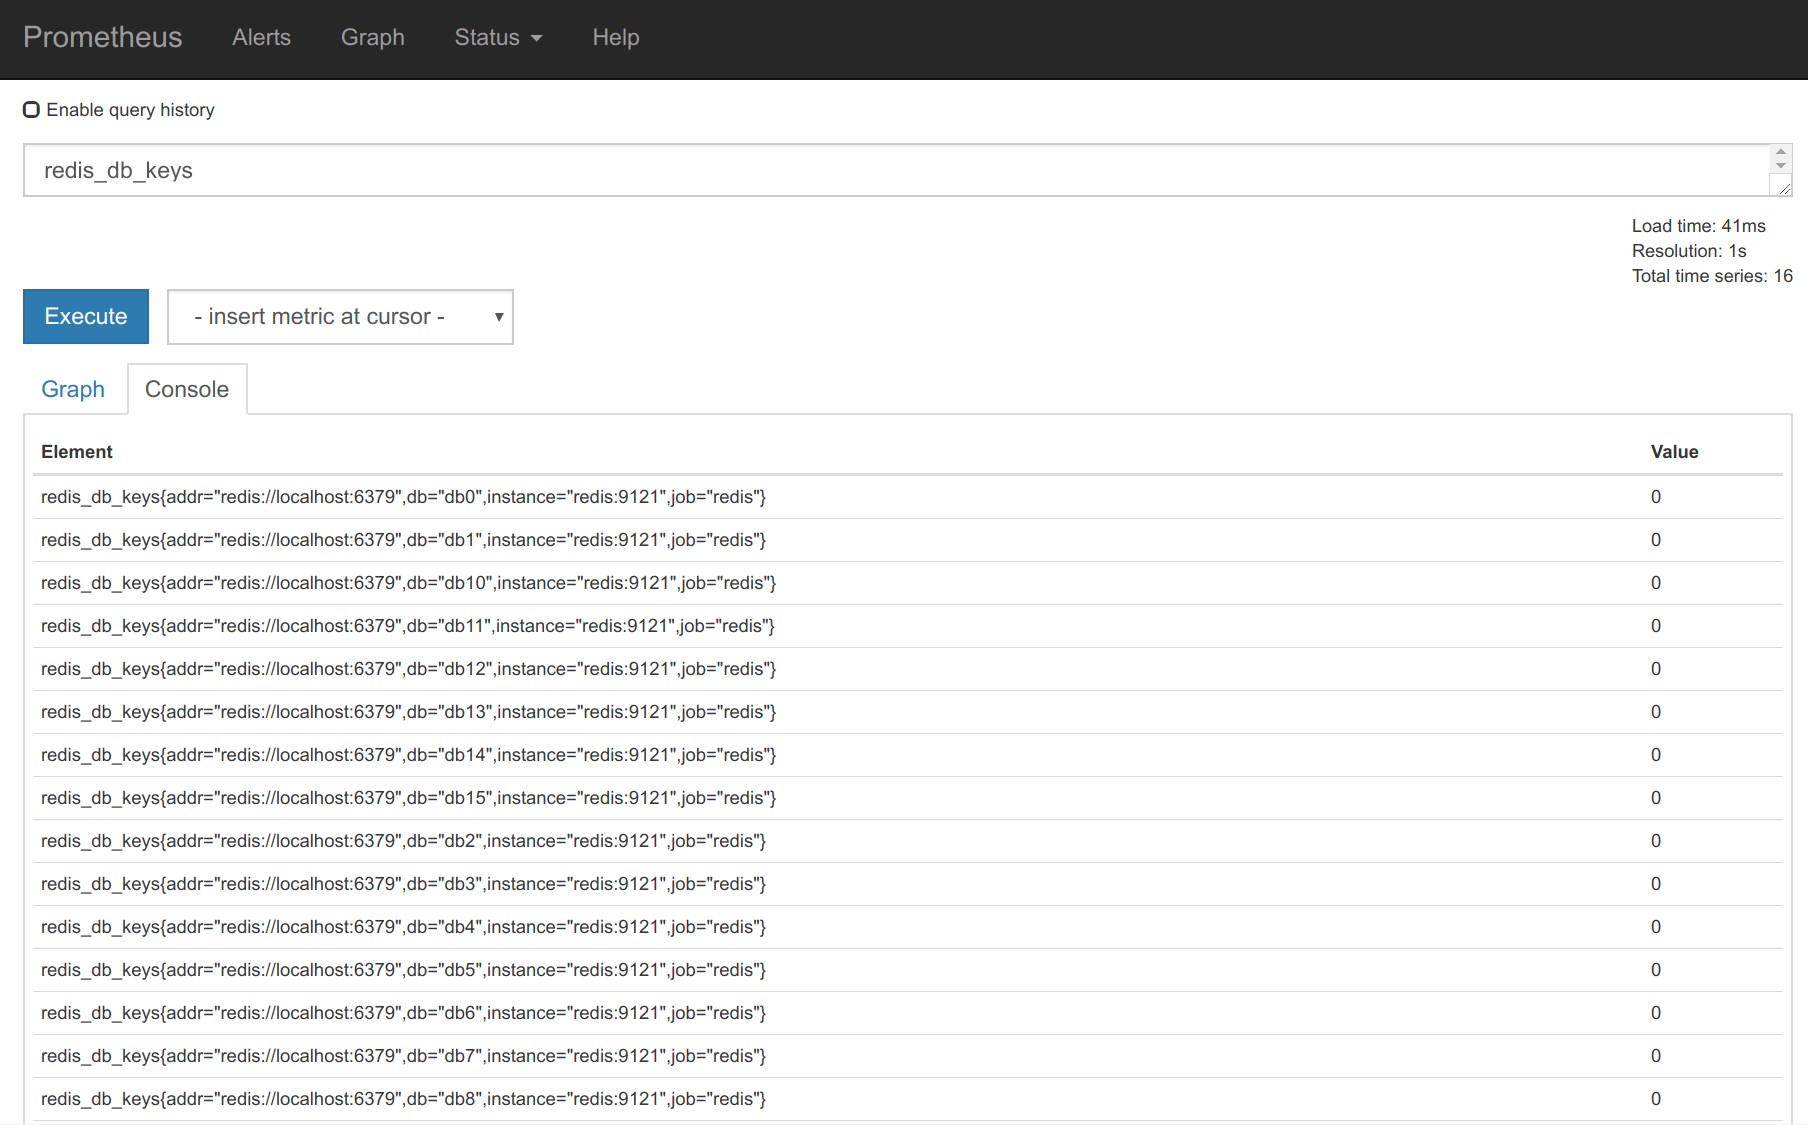 Prometheus Alerts Graph Status Help
Enable query history
redis_db_keys
Load time: 41ms
Resolution: 1s
Total time series: 16
Execute - insert metric at cursor -
Graph Console
Element Value
redis_db_keys{addr="redis://localhost:6379",db="db0",instance="redis:9121",job="redis"} 0
redis_db_keys{addr="redis://localhost:6379",db="db1",instance="redis:9121",job="redis"} 0
redis_db_keys{addr="redis://localhost:6379",db="db10",instance="redis:9121",job="redis"} 0
redis_db_keys{addr="redis://localhost:6379",db="db11",instance="redis:9121",job="redis"} 0
redis_db_keys{addr="redis://localhost:6379",db="db12",instance="redis:9121",job="redis"} 0
redis_db_keys{addr="redis://localhost:6379",db="db13",instance="redis:9121",job="redis"} 0
redis_db_keys{addr="redis://localhost:6379",db="db14",instance="redis:9121",job="redis"} 0
redis_db_keys{addr="redis://localhost:6379",db="db15",instance="redis:9121",job="redis"} 0
redis_db_keys{addr="redis://localhost:6379",db="db2",instance="redis:9121",job="redis"} 0
redis_db_keys{addr="redis://localhost:6379",db="db3",instance="redis:9121",job="redis"} 0
redis_db_keys{addr="redis://localhost:6379",db="db4",instance="redis:9121",job="redis"} 0
redis_db_keys{addr="redis://localhost:6379",db="db5",instance="redis:9121",job="redis"} 0
redis_db_keys{addr="redis://localhost:6379",db="db6",instance="redis:9121",job="redis"} 0
redis_db_keys{addr="redis://localhost:6379",db="db7",instance="redis:9121",job="redis"} 0
redis_db_keys{addr="redis://localhost:6379",db="db8",instance="redis:9121",job="redis"} 0